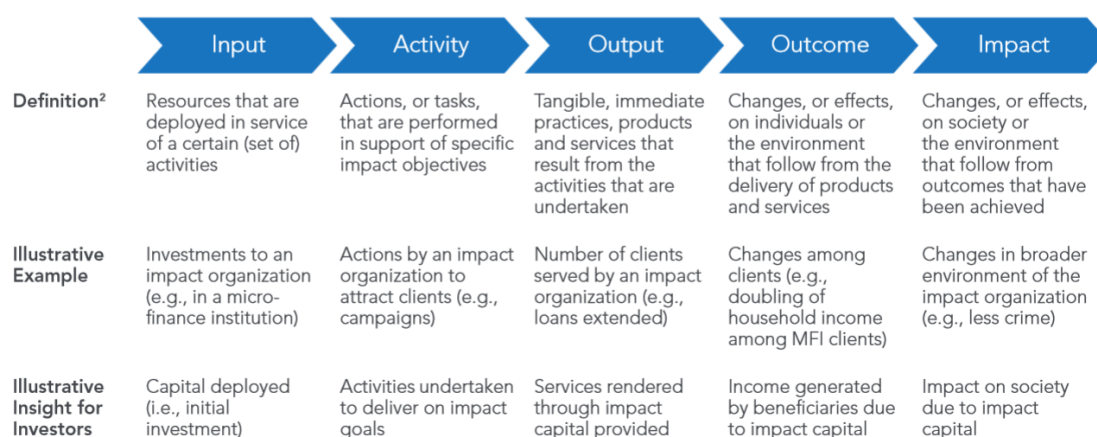 Input
Activity
Output
Outcome
Impact
Definition²
Resources that are
deployed in service
of a certain (set of)
activities
Actions, or tasks,
that are performed
in support of specific
impact objectives
Tangible, immediate
practices, products
and services that
result from the
activities that are
undertaken
Changes, or effects,
on individuals or
the environment
that follow from the
delivery of products
and services
Changes, or effects,
on society or
the environment
that follow from
outcomes that have
been achieved
Illustrative
Example
Investments to an
impact organization
(e.g., in a micro-
finance institution)
Actions by an impact
organization to
attract clients (e.g.,
campaigns)
Number of clients
served by an impact
organization (e.g.,
loans extended)
Changes among
clients (e.g.,
doubling of
household income
among MFI clients)
Changes in broader
environment of the
impact organization
(e.g., less crime)
Illustrative
Insight for
Investors
Capital deployed
(i.e., initial
investment)
Activities undertaken
to deliver on impact
goals
Services rendered
through impact
capital provided
Income generated
by beneficiaries due
to impact capital
Impact on society
due to impact
capital